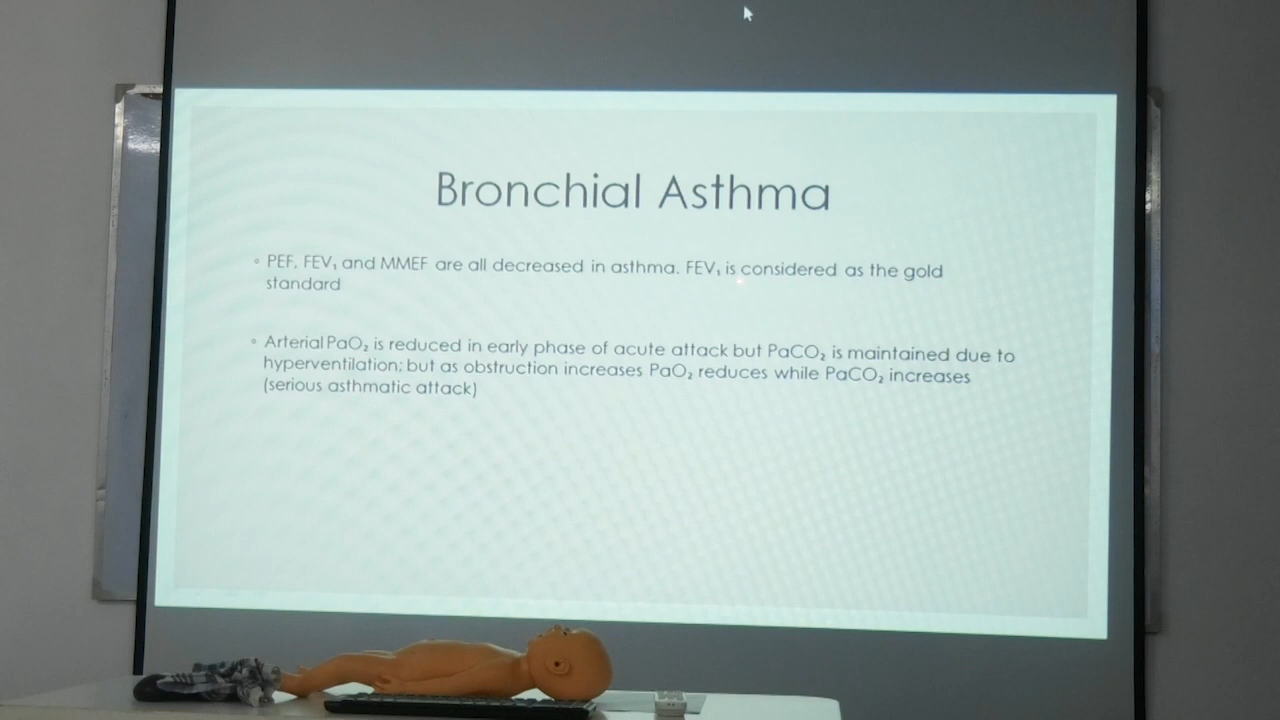 Bronchial Asthma
◦ PEF, FEV₁ and MMEF are all decreased in asthma. FEV₁ is considered as the gold
standard
◦ Arterial PaO₂ is reduced in early phase of acute attack but PaCO₂ is maintained due to
hyperventilation; but as obstruction increases PaO₂ reduces while PaCO₂ increases
(serious asthmatic attack)